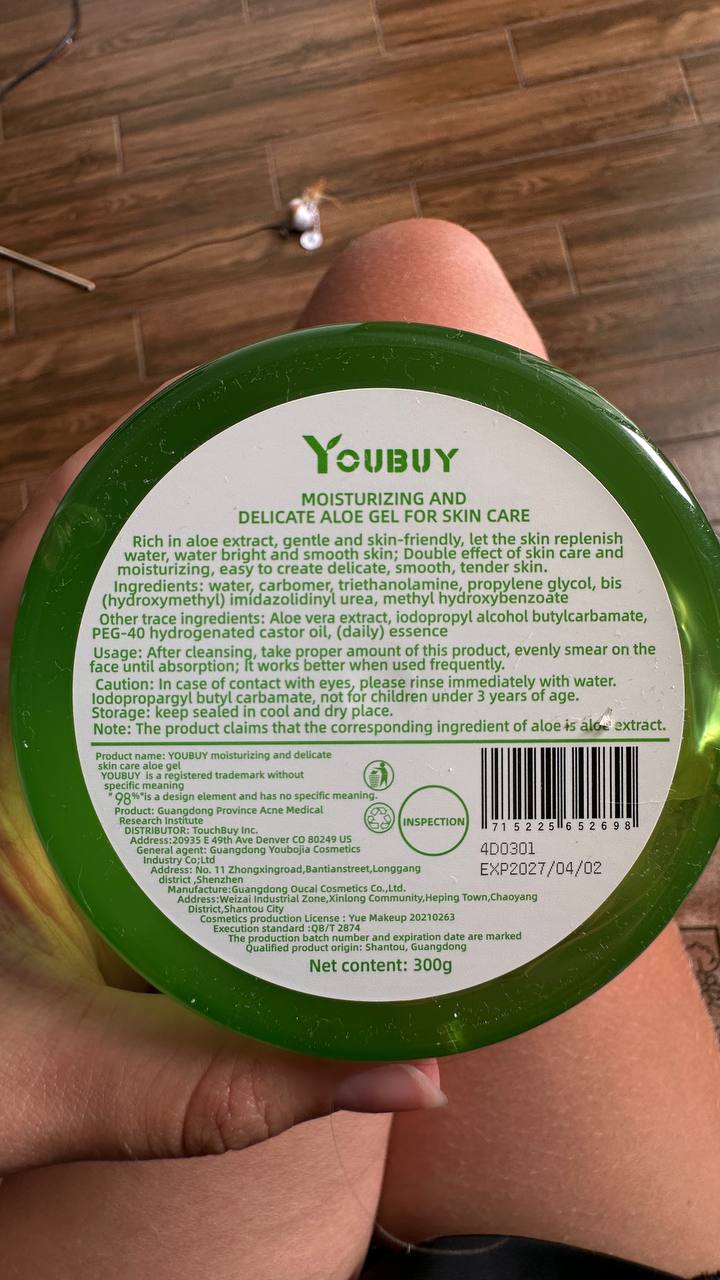 YOUBUY
MOISTURIZING AND
DELICATE ALOE GEL FOR SKIN CARE
Rich in aloe extract, gentle and skin-friendly, let the skin replenish
water, water bright and smooth skin; Double effect of skin care and
moisturizing, easy to create delicate, smooth, tender skin.
Ingredients: water, carbomer, triethanolamine, propylene glycol, bis
(hydroxymethyl) imidazolidinyl urea, methyl hydroxybenzoate
Other trace ingredients: Aloe vera extract, iodopropyl alcohol butylcarbamate,
PEG-40 hydrogenated castor oil, (daily) essence
Usage: After cleansing, take proper amount of this product, evenly smear on the
face until absorption; It works better when used frequently.
Caution: In case of contact with eyes, please rinse immediately with water.
Iodopropargyl butyl carbamate, not for children under 3 years of age.
Storage: keep sealed in cool and dry place.
Note: The product claims that the corresponding ingredient of aloe is aloe extract.
Product name: YOUBUY moisturizing and delicate
skin care aloe gel
YOUBUY is a registered trademark without
specific meaning
"98%"is a design element and has no specific meaning.
Product: Guangdong Province Acne Medical
Research Institute
DISTRIBUTOR: TouchBuy Inc.
Address:20935 E 49th Ave Denver CO 80249 US
General agent: Guangdong Youbojia Cosmetics
Industry Co;Ltd
Address: No. 11 Zhongxingroad,Bantianstreet,Longgang
district ,Shenzhen
Manufacture:Guangdong Oucai Cosmetics Co.,Ltd.
Address:Weizai Industrial Zone,Xinlong Community,Heping Town,Chaoyang
District,Shantou City
Cosmetics production License : Yue Makeup 20210263
Execution standard :QB/T 2874
The production batch number and expiration date are marked
Qualified product origin: Shantou, Guangdong
Net content: 300g
INSPECTION
7 15225 65269 8
4D0301
EXP2027/04/02